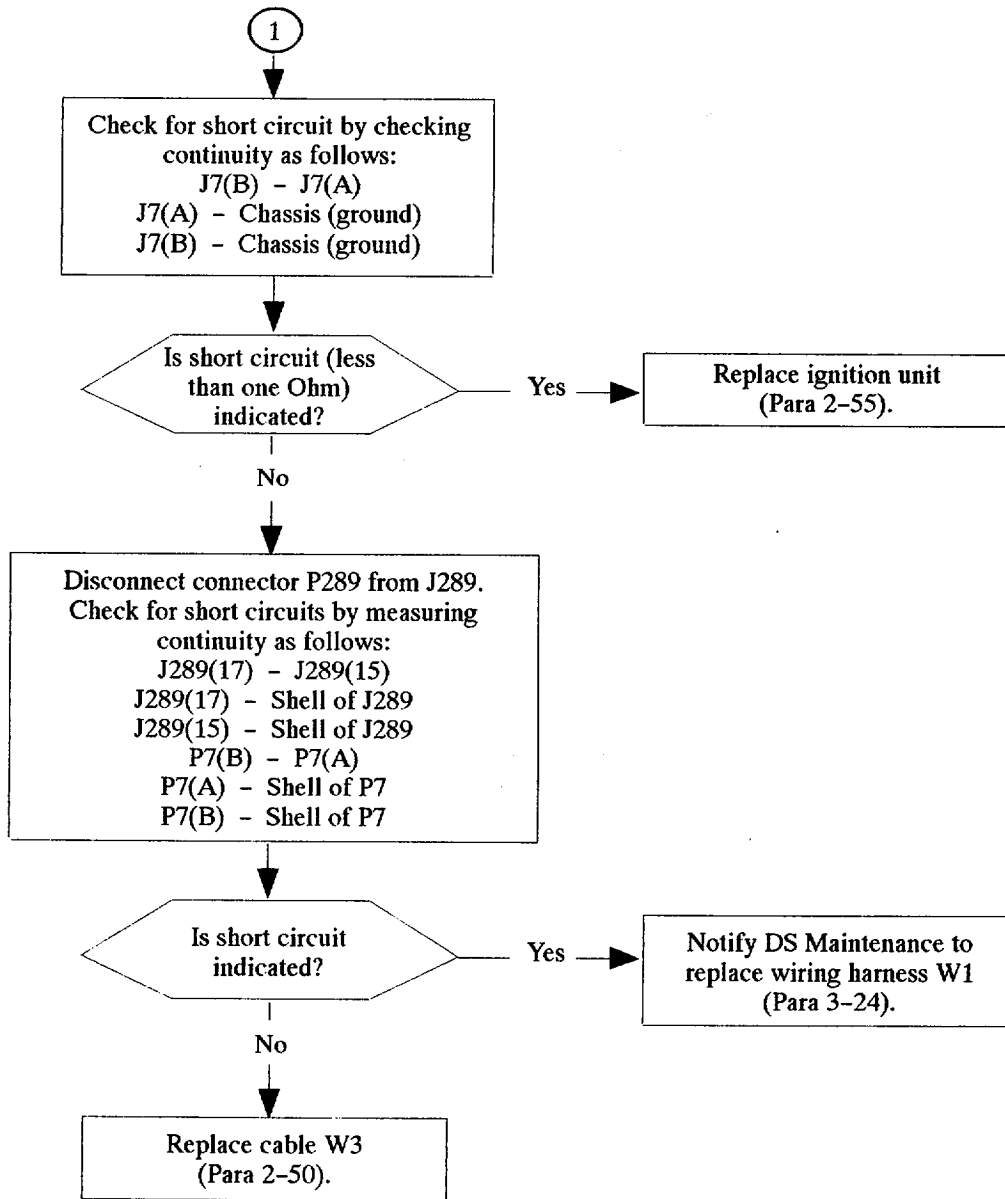 1
Check for short circuit by checking
continuity as follows:
J7(B) – J7(A)
J7(A) – Chassis (ground)
J7(B) – Chassis (ground)
Is short circuit (less
than one Ohm)
indicated?
Yes
Replace ignition unit
(Para 2–55).
No
Disconnect connector P289 from J289.
Check for short circuits by measuring
continuity as follows:
J289(17) – J289(15)
J289(17) – Shell of J289
J289(15) – Shell of J289
P7(B) – P7(A)
P7(A) – Shell of P7
P7(B) – Shell of P7
Is short circuit
indicated?
Yes
Notify DS Maintenance to
replace wiring harness W1
(Para 3–24).
No
Replace cable W3
(Para 2–50).